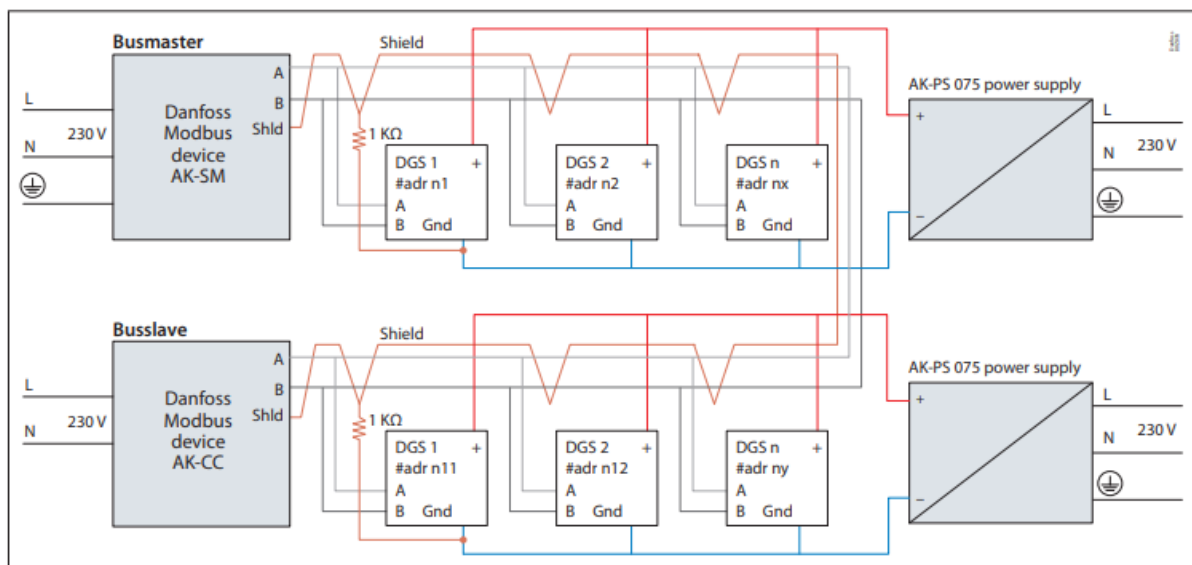 Busmaster
Shield
A
B
Shld
L
230 V
N
Danfoss
Modbus
device
AK-SM
1 KΩ
DGS 1 +
#adr n1
A
B Gnd
DGS 2 +
#adr n2
A
B Gnd
DGS n +
#adr nx
A
B Gnd
AK-PS 075 power supply
+
−
L
N 230 V
Busslave
Shield
A
B
Shld
L
230 V
N
Danfoss
Modbus
device
AK-CC
1 KΩ
DGS 1 +
#adr n11
A
B Gnd
DGS 2 +
#adr n12
A
B Gnd
DGS n +
#adr ny
A
B Gnd
AK-PS 075 power supply
+
−
L
N 230 V